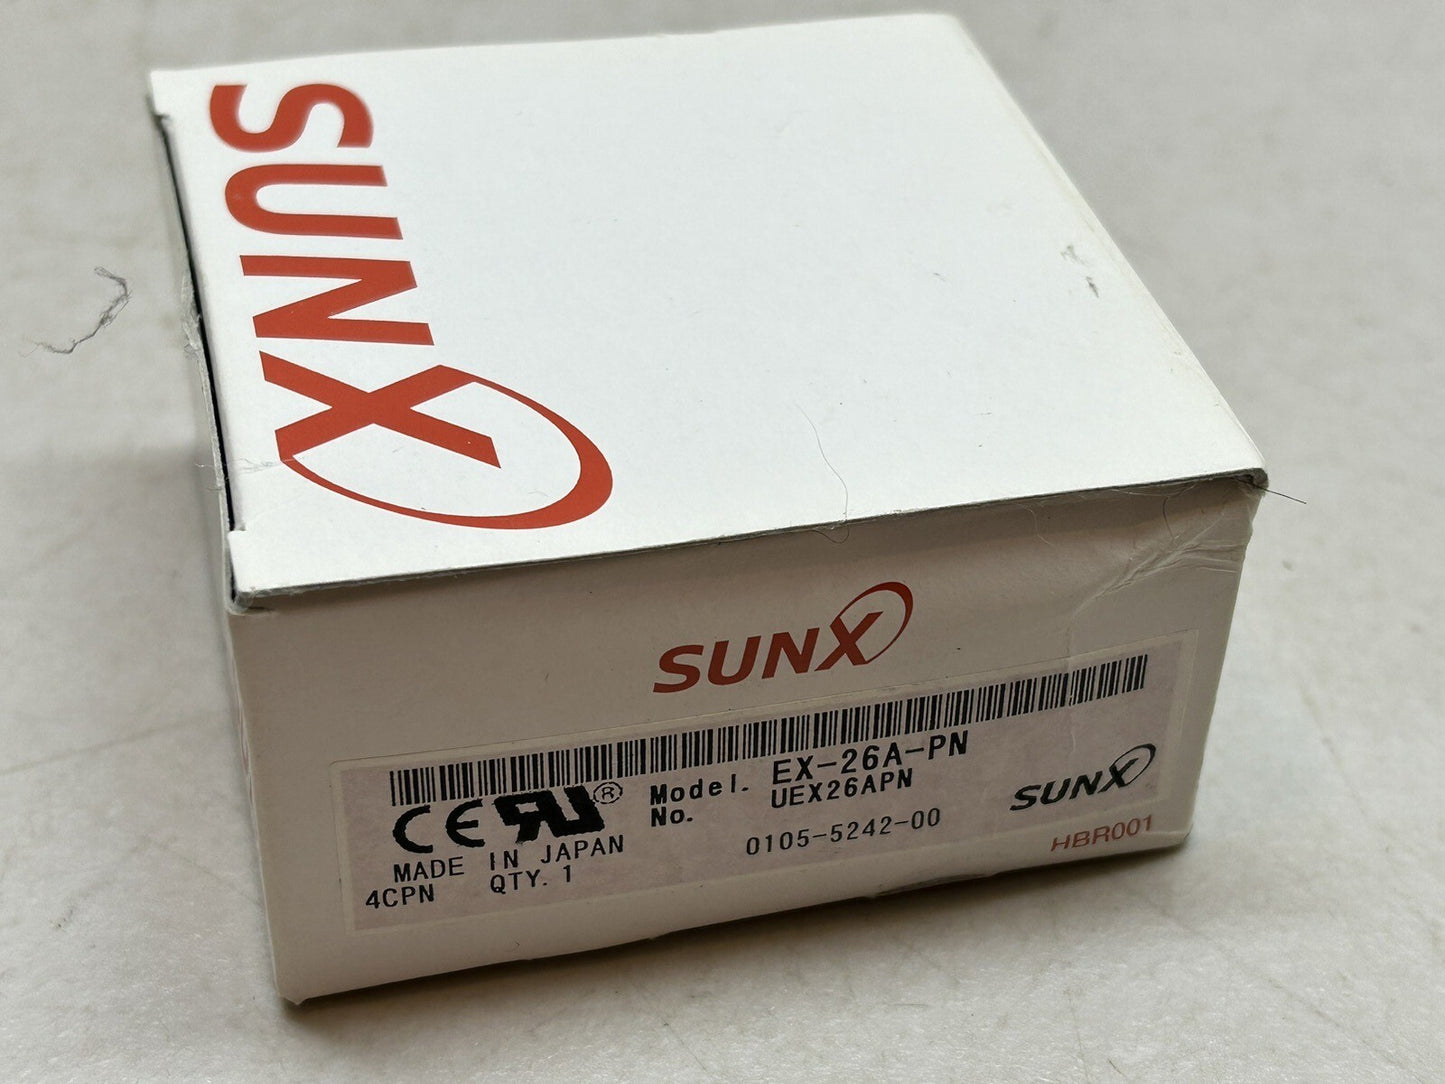 SUNX
SUNX
CE RU ®
Model. EX-26A-PN
No. UEX26APN
MADE IN JAPAN
0105-5242-00
SUNX
4CPN QTY. 1
HBR001